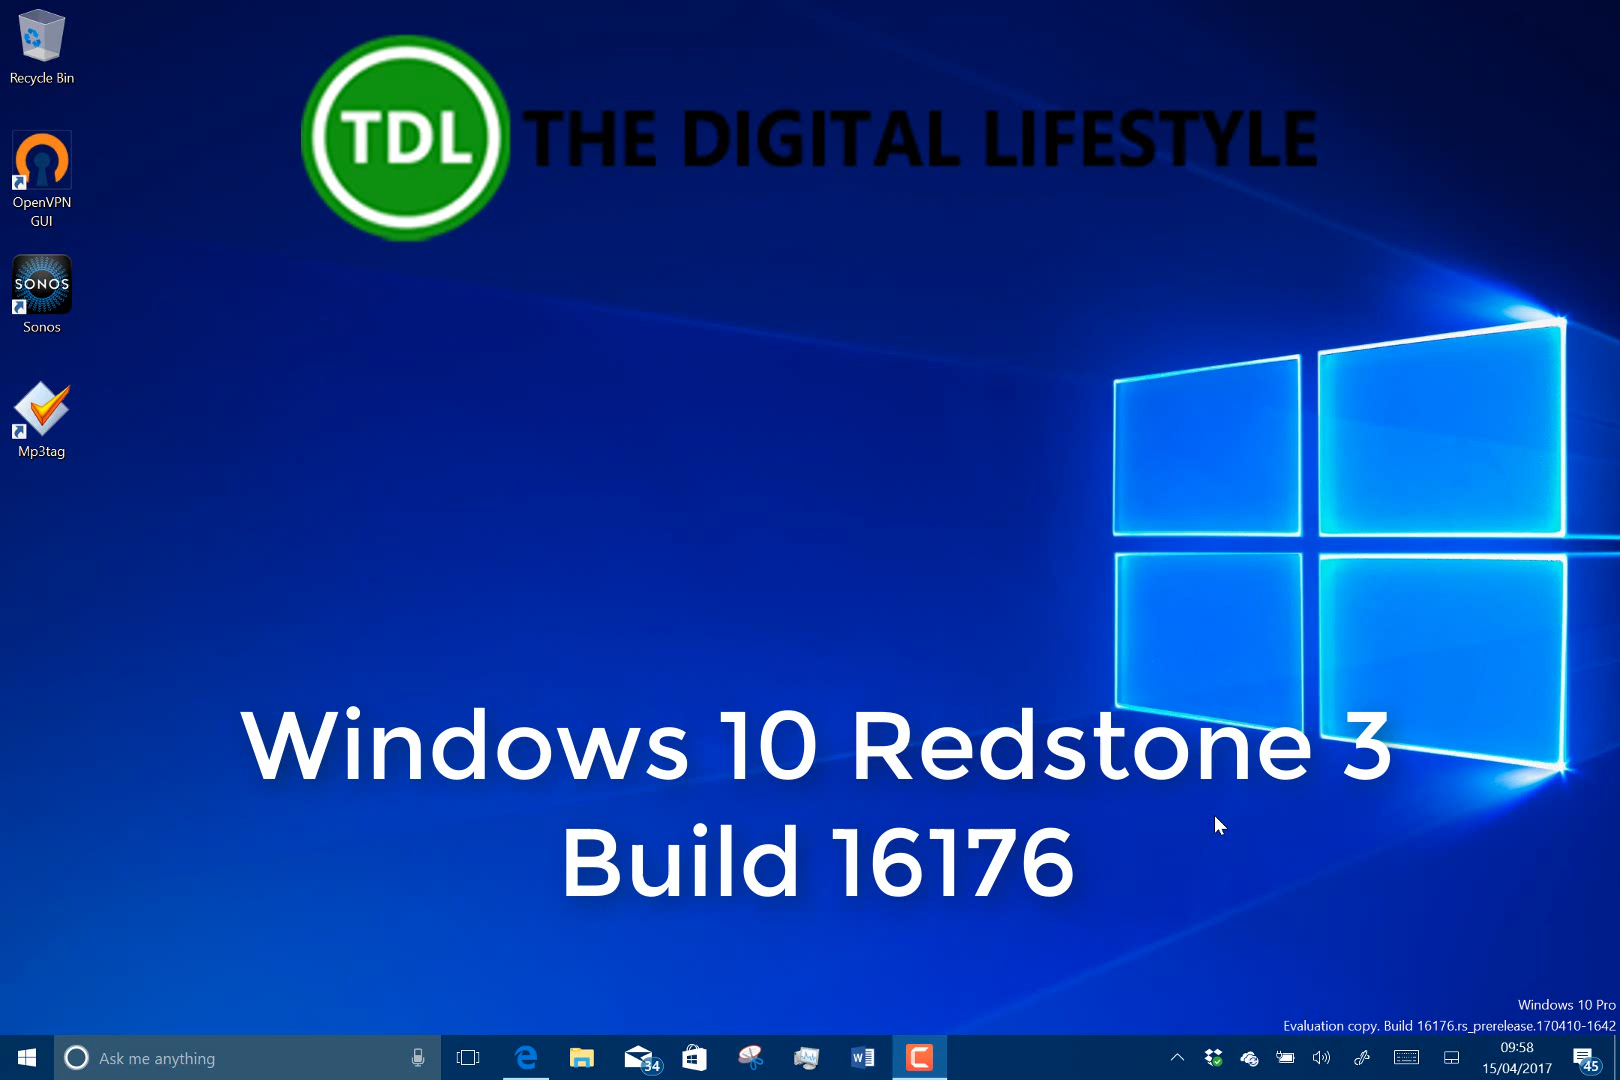 Recycle Bin
TDL THE DIGITAL LIFESTYLE
OpenVPN
GUI
SONOS
Sonos
Mp3tag
Windows 10 Redstone 3
Build 16176
Windows 10 Pro
Evaluation copy. Build 16176.rs_prerelease.170410-1642
Ask me anything
34
W
C
09:58
15/04/2017
45